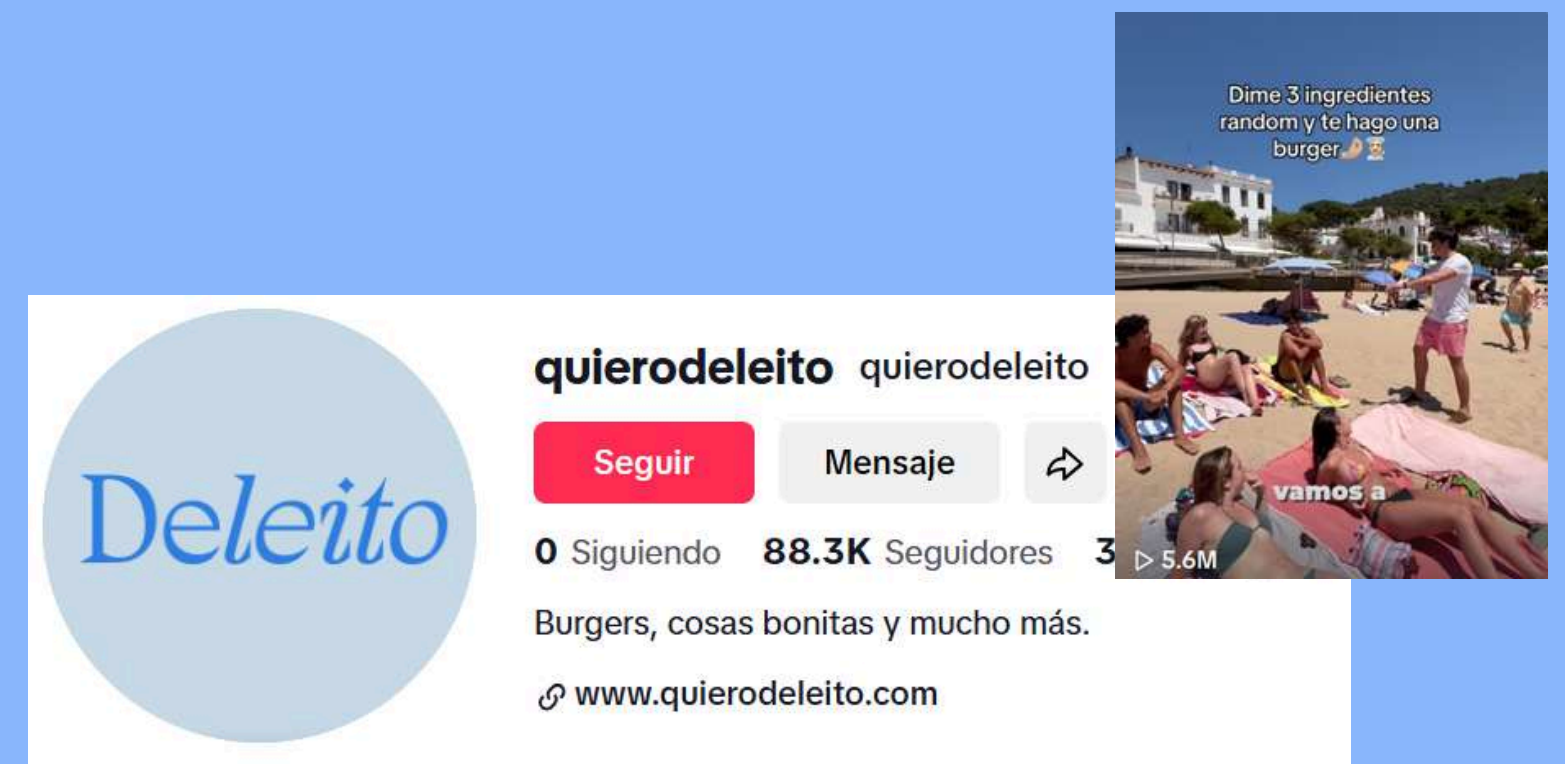 Dime 3 ingredientes
random y te hago una
burger🤌🏻👨🏼‍🍳
vamos a
5.6M
Deleito
quierodeleito quierodeleito
Seguir Mensaje
0 Siguiendo 88.3K Seguidores 3
Burgers, cosas bonitas y mucho más.
www.quierodeleito.com